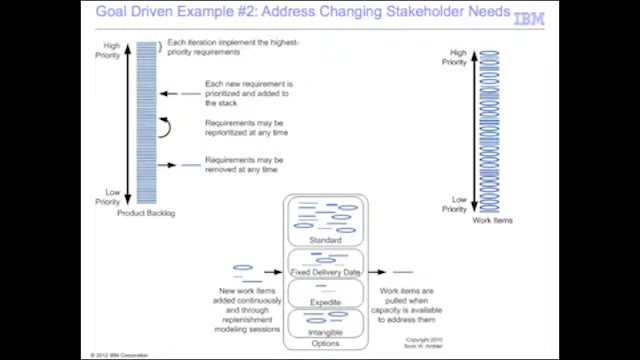 Goal Driven Example #2: Address Changing Stakeholder Needs
IBM
High
Priority
Each iteration implement the highest-
priority requirements
Each new requirement is
prioritized and added to
the stack
Requirements may be
reprioritized at any time
Requirements may be
removed at any time
Low
Priority
Product Backlog
High
Priority
Low
Priority
Work Items
Standard
Fixed Delivery Date
Expedite
Intangible
Options
New work items
added continuously
and through
replenishment
modeling sessions
Work items are
pulled when
capacity is available
to address them
Copyright 2010
Scott W. Ambler
© 2012 IBM Corporation